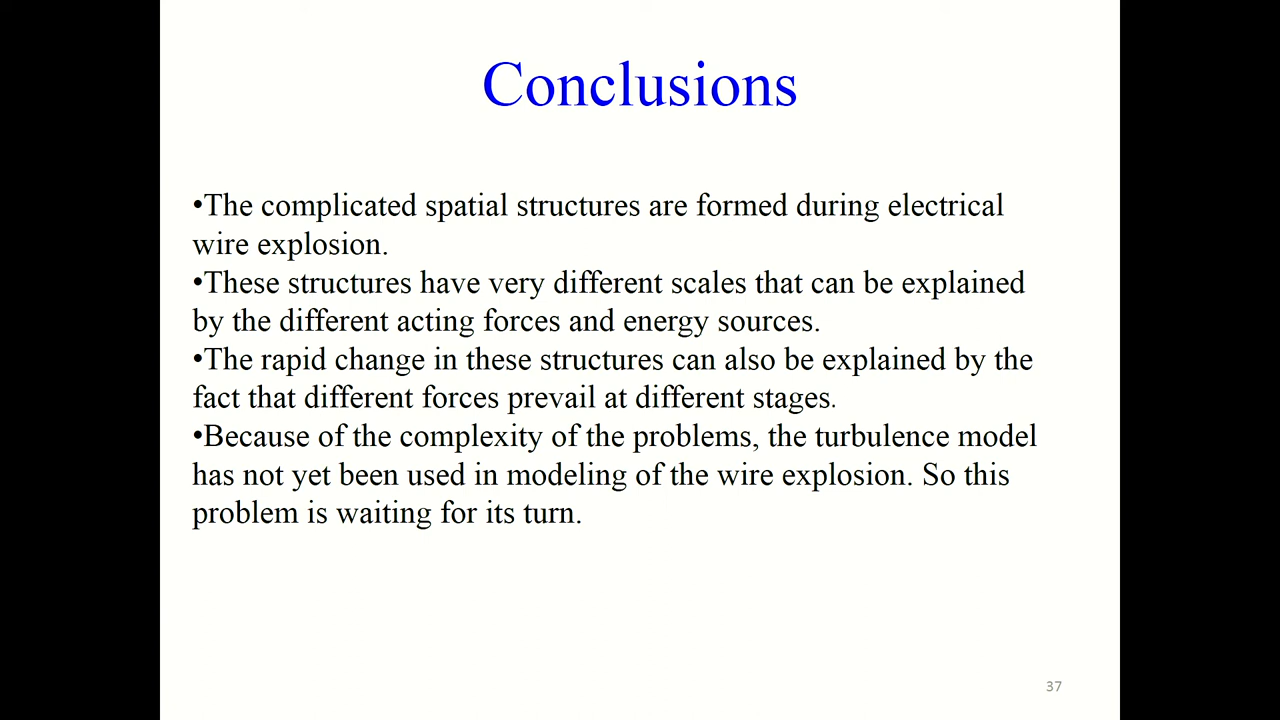 Conclusions
•The complicated spatial structures are formed during electrical
wire explosion.
•These structures have very different scales that can be explained
by the different acting forces and energy sources.
•The rapid change in these structures can also be explained by the
fact that different forces prevail at different stages.
•Because of the complexity of the problems, the turbulence model
has not yet been used in modeling of the wire explosion. So this
problem is waiting for its turn.
37